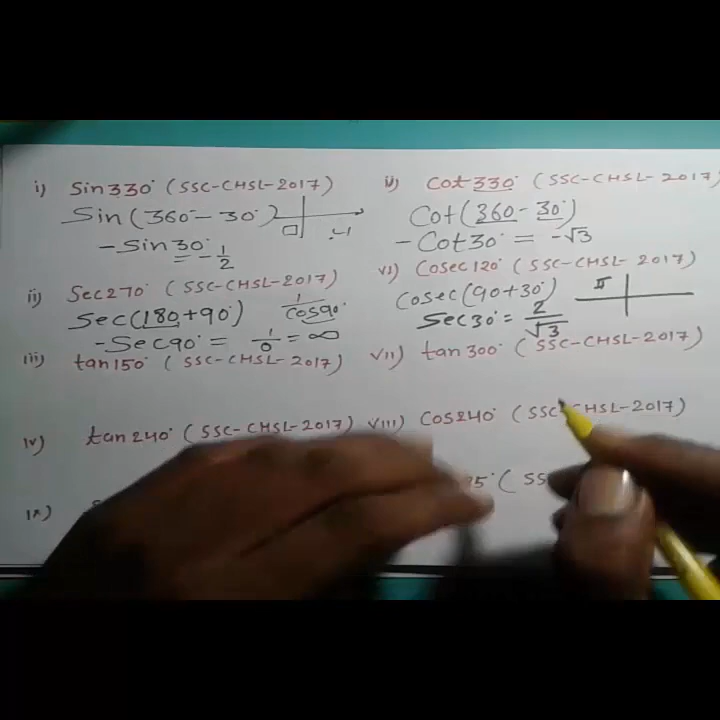 i) Sin330° (SSC-CHSL-2017)
Sin(360°-30°)
-Sin30°
= -1/2
ii) Sec270° (SSC-CHSL-2017)
Sec(180+90°) 1/cos90°
-Sec90° = 1/0 = ∞
iii) tan150° (SSC-CHSL-2017)
iv) tan240° (SSC-CHSL-2017)
ix)
v) Cot330° (SSC-CHSL-2017)
Cot(360°-30°)
-Cot30° = -√3
vi) Cosec120° (SSC-CHSL-2017)
Cosec(90+30°) II
Sec30° = 2/√3
vii) tan300° (SSC-CHSL-2017)
viii) Cos240° (SSC-CHSL-2017)
5° (SS